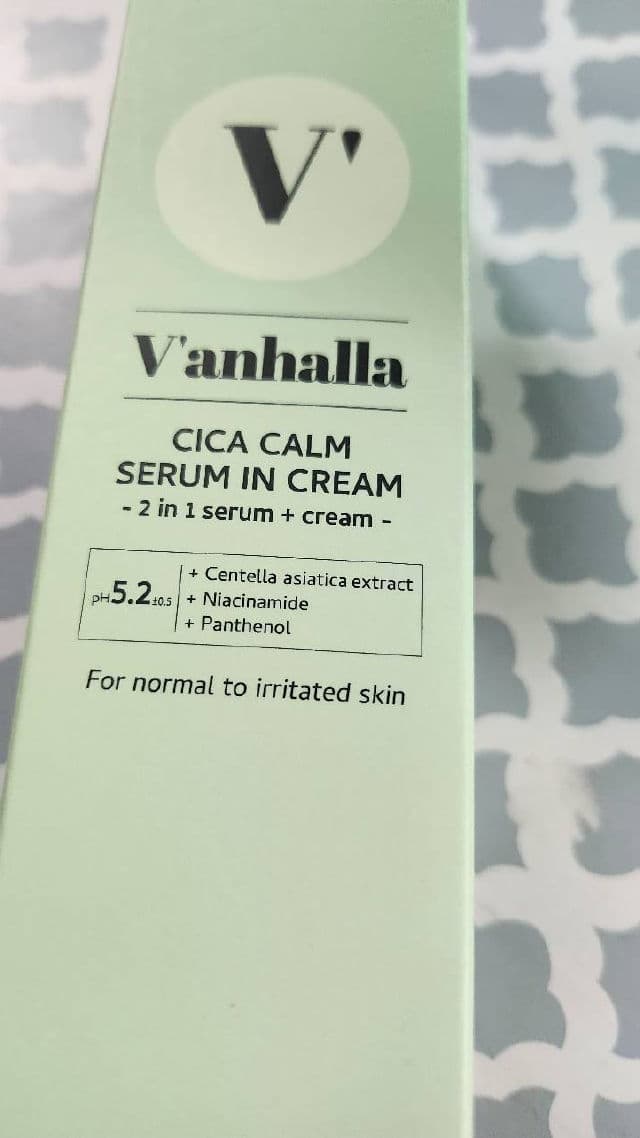 V'
V'anhalla
CICA CALM
SERUM IN CREAM
- 2 in 1 serum + cream -
pH5.2±0.5
+ Centella asiatica extract
+ Niacinamide
+ Panthenol
For normal to irritated skin